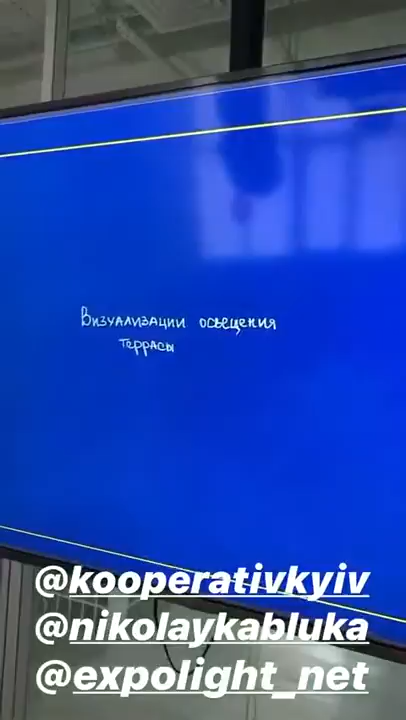 Визуализации освещения
террасы
@kooperativkyiv
@nikolaykabluka
@expolight_net